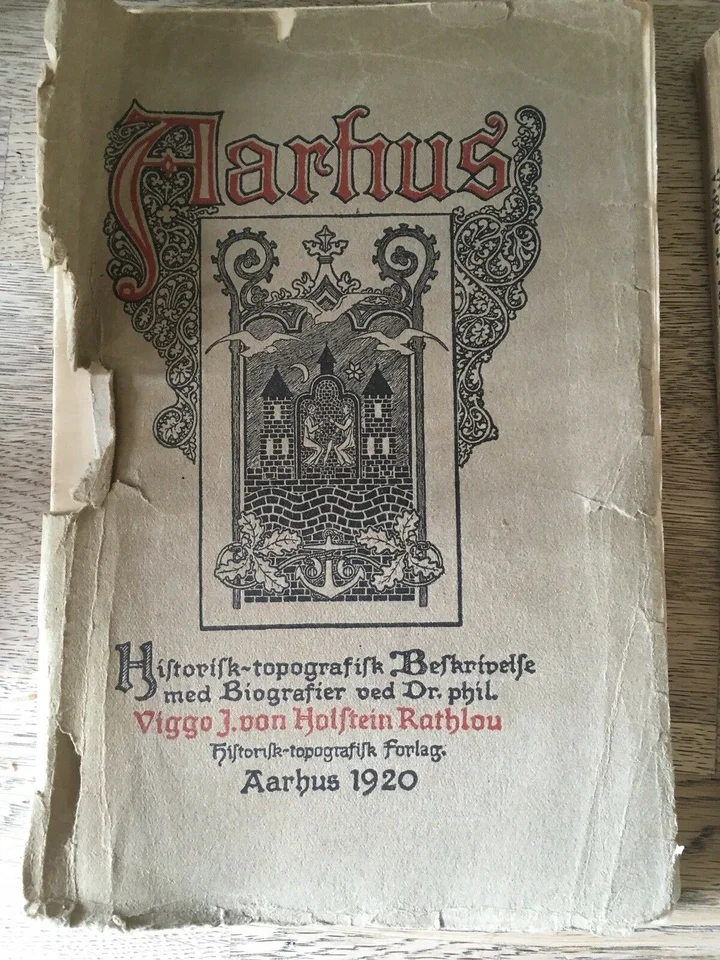 Aarhus
Historisk-topografisk Beskrivelse
med Biografier ved Dr. phil.
Viggo J. von Holstein Rathlou
Historisk-topografisk Forlag.
Aarhus 1920